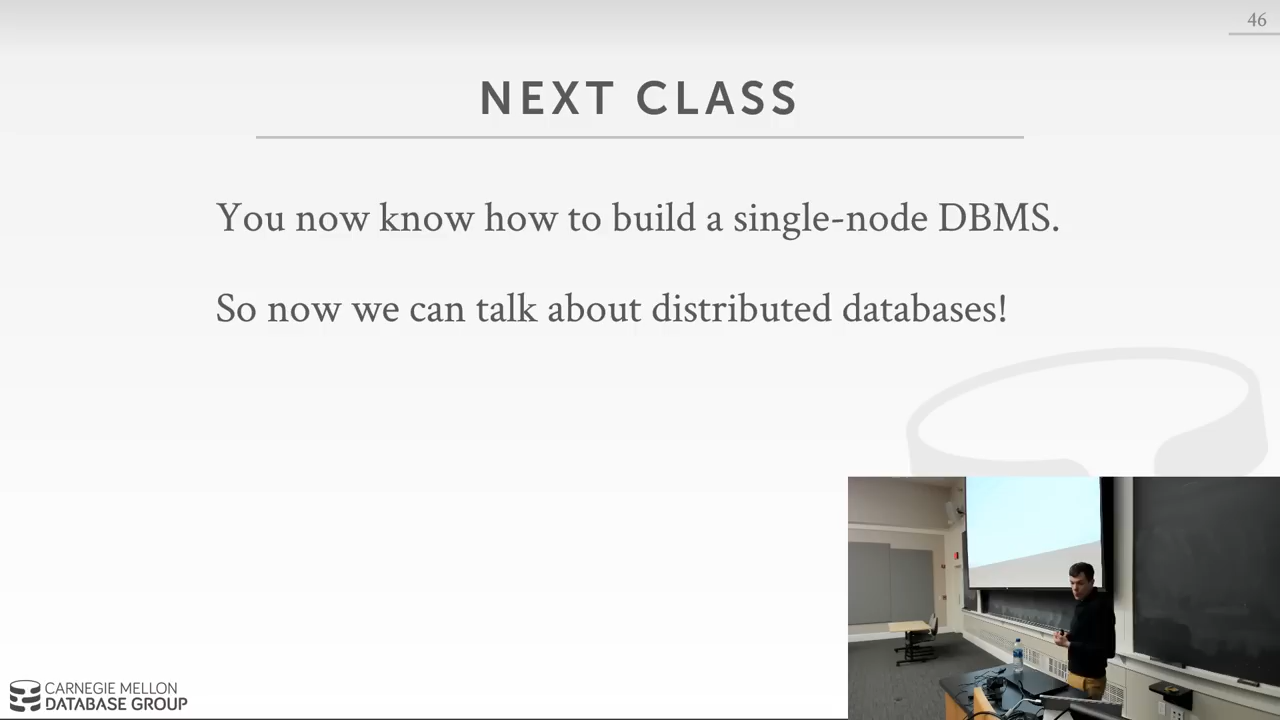 46
NEXT CLASS
You now know how to build a single-node DBMS.
So now we can talk about distributed databases!
CARNEGIE MELLON
DATABASE GROUP